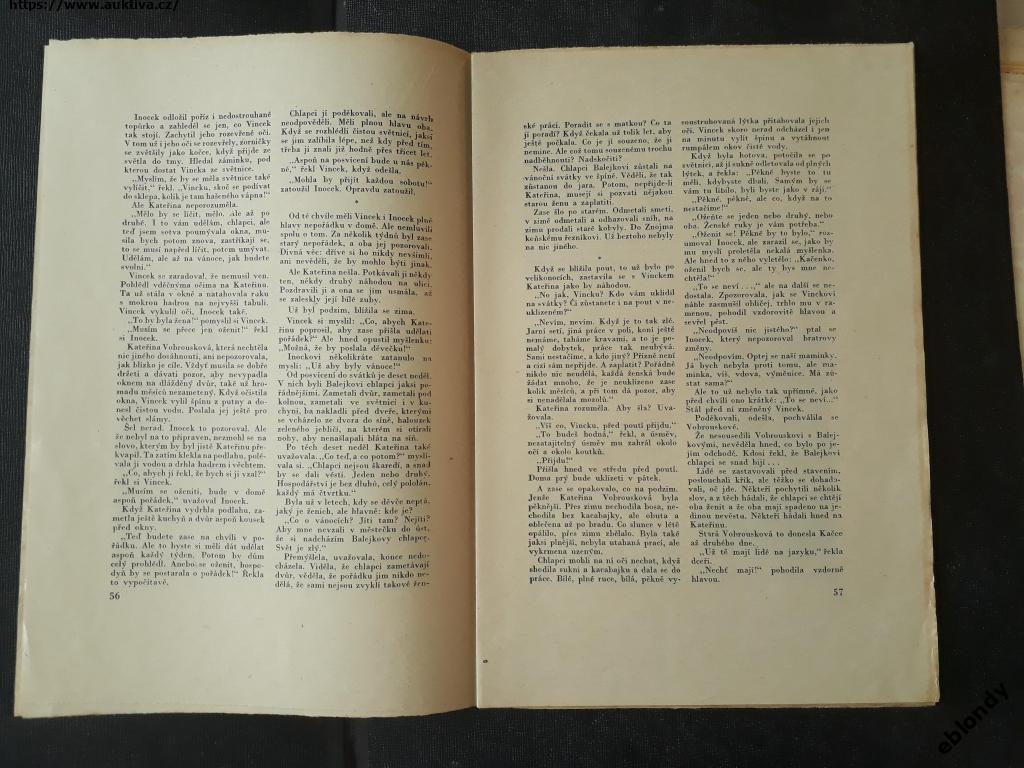 https://www.auktiva.cz/
Inocek odložil poříz i nedostrouhané
topůrko a zahleděl se jen, co Vincek
tak stojí. Zachytil jeho rozevřené oči.
V tom už i jeho se rozevřely, zorničky
se zvětšily jako kočce, když přijde ze
světla do tmy. Hledal záminku, pod
kterou dostat Vincka ze světnice.
„Myslím, že by se měla světnice také
vylíčit,“ řekl. „Vincku, skoč se podívat
do sklepa, kolik je tam hašeného vápna!“
Ale Kateřina neporozuměla.
„Mělo by se líčit, mělo. Ale až po
druhé. I to vám udělám, chlapci, ale
teď jsem sotva poumývala okna, mu-
sila bych potom znova, zastříkají se,
to se musí napřed líčit, potom umývat.
Udělám, ale až na vánoce, jak budete
svolni.“
Vincek se zaradoval, že nemusil ven.
Pohlédl vděčnýma očima na Kateřinu.
Ta už stála v okně a natahovala ruku
s mokrou hadrou na nejvyšší tabuli.
Vincek vykulil oči, Inocek také.
„To by byla žena!“ pomyslil si Vincek.
„Musím se přece jen oženit!“ řekl
si Inocek.
Kateřina Vobrousková, která nechtěla
nic jiného dosáhnouti, ani nepozorovala,
jak blízko je cíle. Vždyť musila se dobře
držeti a dávati pozor, aby nevypadla
oknem na dlážděný dvůr, také už hro-
madu měsíců nezametený. Když očistila
okna, Vincek vylil špínu z putny a do-
nesl čistou vodu. Poslala jej ještě pro
věchet slámy.
Šel nerad. Inocek to pozoroval. Ale
že nebyl na to připraven, nezmohl se na
slovo, kterým by byl jistě Kateřinu pře-
kvapil. Ta zatím klekla na podlahu, polé-
vala ji vodou a drhla hadrem i věchtem.
„Co, abych jí řekl, že bych si ji vzal?“
řekl si Vincek.
„Musím se oženiti, bude v domě
aspoň pořádek,“ uvažoval Inocek.
Když Kateřina vydrhla podlahu, za-
metla ještě kuchyň a dvůr aspoň kousek
před okny.
„Teď budete zase na chvíli v po-
řádku. Ale to byste si měli dát udělat
aspoň každý týden. Potom by dům
celý prohlédl. Anebo se oženit, hospo-
dyň by se postarala o pořádek!“ Řekla
to vypočítavě.
56
Chlapci jí poděkovali, ale na návrh
neodpověděli. Měli plnou hlavu oba.
Když se rozhlédli čistou světnicí, jaksi
se jim zalíbila lépe, než kdy před tím,
třeba ji znali již hodně přes třicet let.
„Aspoň na posvícení bude u nás pěk-
né,“ řekl Vincek, když odešla.
„Mohla by přijít každou sobotu!“
zatoužil Inocek. Opravdu zatoužil.
*
Od té chvíle měli Vincek i Inocek plné
hlavy nepořádku v domě. Ale nemluvili
spolu o tom. Za několik týdnů byl zase
starý nepořádek, a oba jej pozorovali.
Divná věc: dříve si ho nikdy nevšimli,
ani nevěděli, že by to mohlo býti jinak.
Ale Kateřina nešla. Potkávali ji někdy
ten, někdy druhý náhodou na ulici.
Pozdravili ji a ona se jim usmála, až
se zaleskly její bílé zuby.
Už byl podzim, blížila se zima.
Vincek si myslil: „Co, abych Kate-
řinu poprosil, aby zase přišla udělati
pořádek?“ Ale hned opustil myšlenku:
„Možná, že by poslala děvečku!“
Inockovi několikráte zatanulo na
mysli: „Už aby byly vánoce!“
Od posvícení do svátků je deset neděl.
V nich byli Balejkovi chlapci jaksi po-
řádnějšími. Zametali dvůr, zametali pod
kolnou, zametali ve světnici i v ku-
chyni, ba nakladli před dveře, kterými
se vcházelo ze dvora do síně, halouzek
zeleného jehličí, na kterém si otírali
nohy, aby nenašlapali bláta na síň.
Po těch deset neděl Kateřina také
uvažovala. „Co teď, a co potom?“ mysli-
vala si. „Chlapci nejsou škaredí, a snad
by se dali vésti. Jeden nebo druhý.
Hospodářství je bez dluhů, celý pololán,
každý má čtvrtku.“
Byla už v letech, kdy se děvče neptá,
jaký je ženich, ale hlavně: kde je?
„Co o vánocích? Jíti tam? Nejíti?
Aby mne nevzali v městečku do úst,
že si nadcházím Balejkovy chlapce.
Svět je zlý.“
Přemýšlela, uvažovala, konce nedo-
cházela. Viděla, že chlapci zametávají
dvůr, věděla, že pořádku jim nikdo ne-
dělá, že sami nejsou zvyklí takové žen-
ské práci. Poradit se s matkou? Co ta
jí poradí? Když čekala už tolik let, aby
ještě počkala. Co je jí souzeno, že jí
nemine. Ale což tomu souzenému trochu
nadběhnouti? Nadskočiti?
Nešla. Chlapci Balejkovi zůstali na
vánoční svátky ve špíně. Věděli, že tak
zůstanou do jara. Potom, nepřijde-li
Kateřina, musejí si pozvati nějakou
starou ženu a zaplatiti.
Zase šlo po starém. Odmetali smetí,
v zimě odmetali a odhazovali sníh, na
zimu prodali staré kobyly. Do Znojma
keňskému řezníkovi. Už beztoho nebyly
na nic jiného.
*
Když se blížila pout, to už bylo po
velikonocích, zastavila se s Vinckem
Kateřina jako by náhodou.
„No jak, Vincku? Kdo vám uklidil
na svátky? Či zůstanete i na pout v ne-
uklizeném?“
„Nevím, nevím. Když je to tak zlé.
Jarní setí, jiná práce v poli, koní ještě
nemáme, taháme kravami, a to je po-
malý dobytek, práce tak neubývá.
Sami nestačíme, a kdo jiný? Přízně není
a cizí sám nepřijde. A zaplatit? Pořádně
nikdo nic neudělá, každá ženská bude
žádat mnoho, že je neuklizeno zase
kolik měsíců, a při tom dá pozor, aby
si nenadělala mozolů.“
Kateřina rozuměla. Aby šla? Uva-
žovala.
„Víš co, Vincku, před poutí přijdu.“
„To budeš hodná,“ řekl, a úsměv,
nezatajitelný úsměv mu zahrál okolo
očí a okolo koutků.
„Přijdu!“
Přišla hned ve středu před poutí.
Doma prý bude uklízeti v pátek.
A zase se opakovalo, co na podzim.
Jenže Kateřina Vobrousková byla
pěknější. Přes zimu nechodila bosa, ne-
chodila bez kacabajky, ale obuta a
oblečena až po bradu. Co slunce v létě
opálilo, přes zimu zbělalo. Byla také
jaksi plnější, nebyla utahaná prací, ale
vykrmena uzeným.
Chlapci mohli na ni oči nechat, když
shodila sukni a kacabajku a dala se do
práce. Bílé, plné ruce, bílá, pěkně vy-
soustruhovaná lýtka přitahovala jejich
oči. Vincek skoro nerad odcházel i jen
na minutu vylít špínu a vytáhnout
rumpálem okov čisté vody.
Když byla hotova, potočila se po
světnici, až jí sukně odletovala od plných
lýtek, a řekla: „Pěkně byste to tu
měli, kdybyste dbali. Samým by se
vám tu líbilo, byli byste jako v ráji.“
„Pěkné, pěkné, ale co, když na to
nestačíme!“
„Ožeňte se jeden nebo druhý, nebo
oba. Ženské ruky je vám potřeba.“
„Oženit se! Pěkné by to bylo,“ roz-
umoval Inocek, ale zarazil se, jako by
mu myslí proletěla nekalá myšlenka.
Ale hned a to z něho vyletělo: „Kačenko,
oženil bych se, ale ty bys mne ne-
chtěla!“
„To se neví . . .,“ ale na další se ne-
dostala. Zpozorovala, jak se Vinckovi
náhle zasmušil obličej, trhlo mu v ra-
menou, pohodil vzdorovitě hlavou a
sevřel pěst.
„Neodpovíš nic jistého?“ ptal se
Inocek, který nepozoroval bratrovy
změny.
„Neodpovím. Optej se naší maminky.
Já bych nebyla proti tomu, ale ma-
minka, víš, vdova, výměnice. Má zů-
stat sama?“
Ale to už nebylo tak upřímné, jako
před chvílí ono krátké: „To se neví...“
Stál před ní změněný Vincek.
Poděkovali, odešla, pochválila se
Vobrouskové.
Že nesousedili Vobrouskovi s Balej-
kovými, nevěděla hned, co bylo po je-
jím odchodě. Kdosi řekl, že Balejkovi
chlapci se snad bijí . . .
Lidé se zastavovali před stavením,
poslouchali křik, ale těžko se dohado-
vali, oč jde. Někteří pochytili několik
slov, a z těch hádali, že chlapci se chtějí
oba ženit a že oba mají spadeno na je-
dinou nevěstu. Někteří hádali hned na
Kateřinu.
Stará Vobrousková to donesla Kačce
až druhého dne.
„Už tě mají lidé na jazyku,“ řekla
dceři.
„Nechť mají!“ pohodila vzdorně
hlavou.
57
eblondy